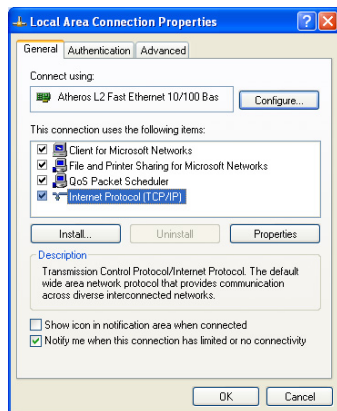 Local Area Connection Properties
General Authentication Advanced
Connect using:
Atheros L2 Fast Ethernet 10/100 Bas
Configure...
This connection uses the following items:
Client for Microsoft Networks
File and Printer Sharing for Microsoft Networks
QoS Packet Scheduler
Internet Protocol (TCP/IP)
Install... Uninstall Properties
Description
Transmission Control Protocol/Internet Protocol. The default
wide area network protocol that provides communication
across diverse interconnected networks.
Show icon in notification area when connected
Notify me when this connection has limited or no connectivity
OK Cancel